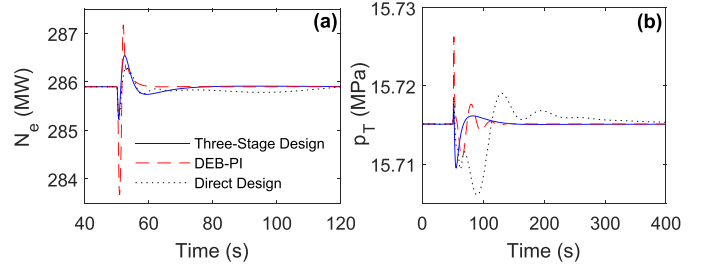 (a)
287
286
285
284
N_e (MW)
Three-Stage Design
DEB-PI
Direct Design
40
60
80
100
120
Time (s)
(b)
15.73
15.72
15.71
p_T (MPa)
0
100
200
300
400
Time (s)